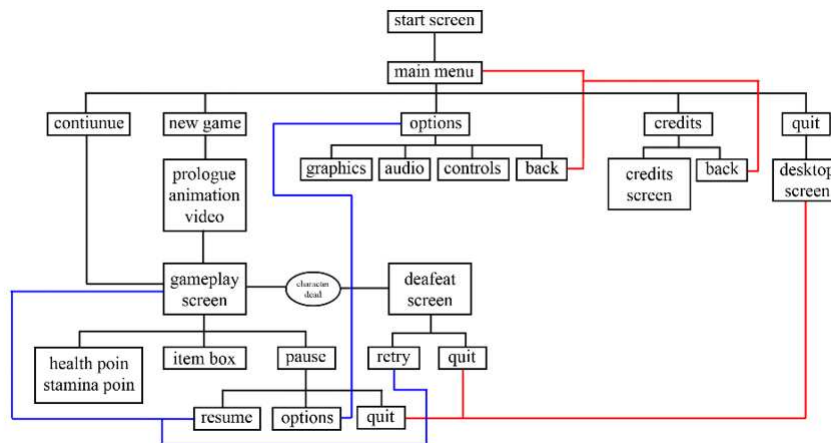 start screen
main menu
contiunue
new game
options
credits
quit
graphics
audio
controls
back
credits
screen
back
desktop
screen
prologue
animation
video
gameplay
screen
character
dead
deafeat
screen
health poin
stamina poin
item box
pause
retry
quit
resume
options
quit